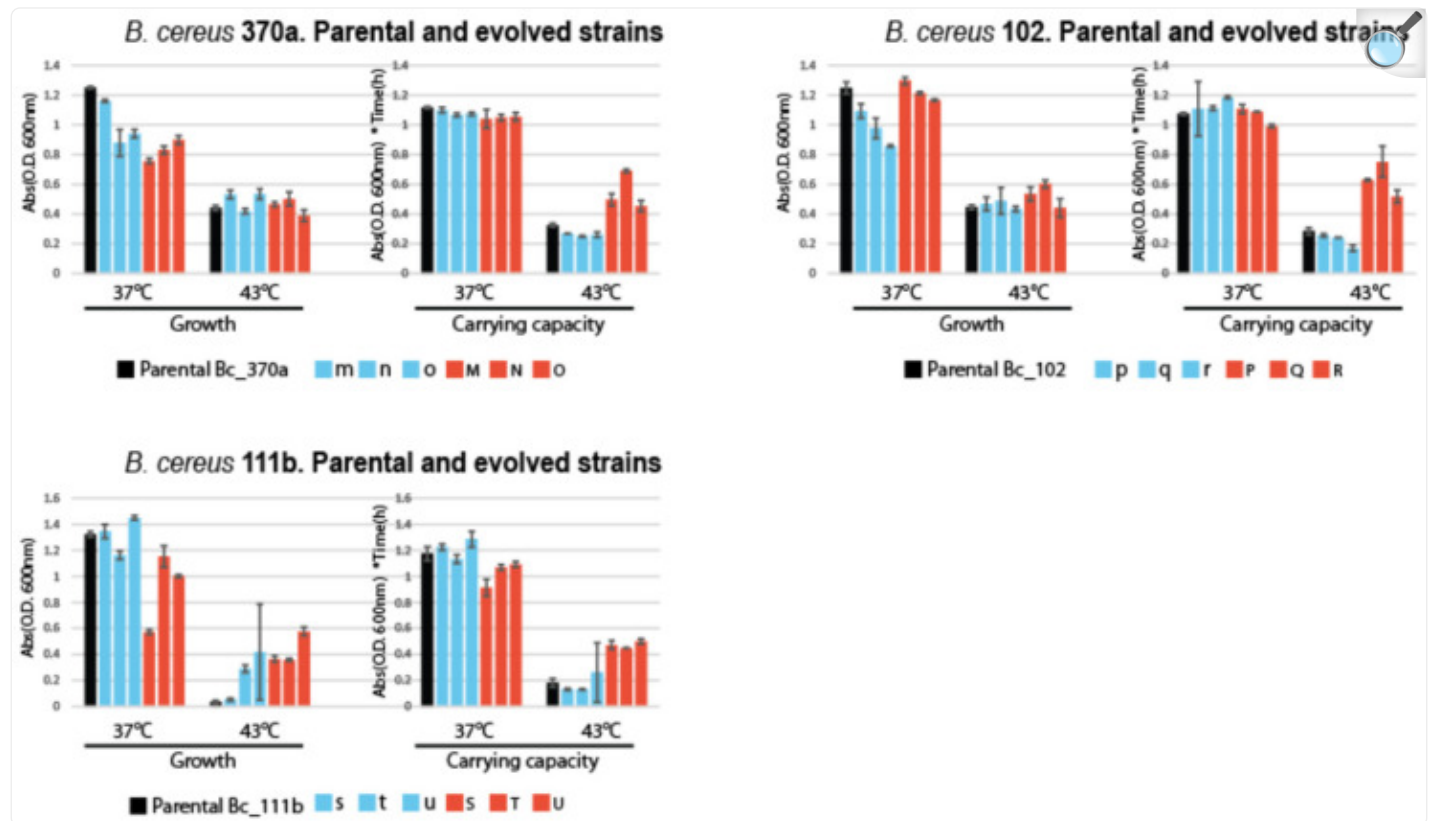 B. cereus 370a. Parental and evolved strains
Abs(O.D. 600nm)
1.4
1.2
1
0.8
0.6
0.4
0.2
0
37ºC 43ºC
Growth
Abs(O.D. 600nm) * Time(h)
1.4
1.2
1
0.8
0.6
0.4
0.2
0
37ºC 43ºC
Carrying capacity
Parental Bc_370a m n o M N O
B. cereus 102. Parental and evolved strains
Abs(O.D. 600nm)
1.4
1.2
1
0.8
0.6
0.4
0.2
0
37ºC 43ºC
Growth
Abs(O.D. 600nm) * Time(h)
1.4
1.2
1
0.8
0.6
0.4
0.2
0
37ºC 43ºC
Carrying capacity
Parental Bc_102 p q r P Q R
B. cereus 111b. Parental and evolved strains
Abs(O.D. 600nm)
1.6
1.4
1.2
1
0.8
0.6
0.4
0.2
0
37ºC 43ºC
Growth
Abs(O.D. 600nm) *Time(h)
1.6
1.4
1.2
1
0.8
0.6
0.4
0.2
0
37ºC 43ºC
Carrying capacity
Parental Bc_111b s t u S T U